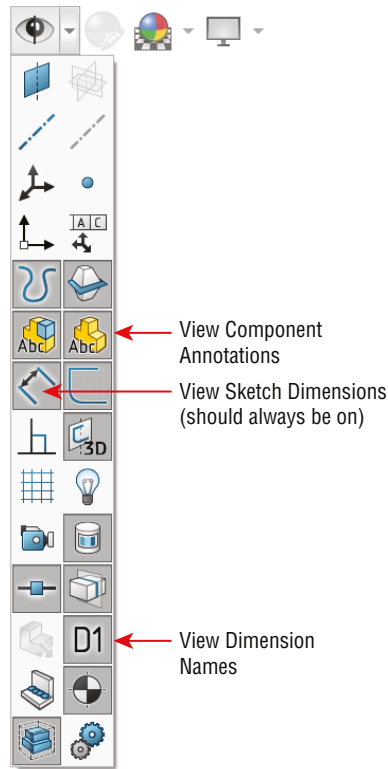 A C
Abc
Abc
View Component
Annotations
View Sketch Dimensions
(should always be on)
3D
D1
View Dimension
Names